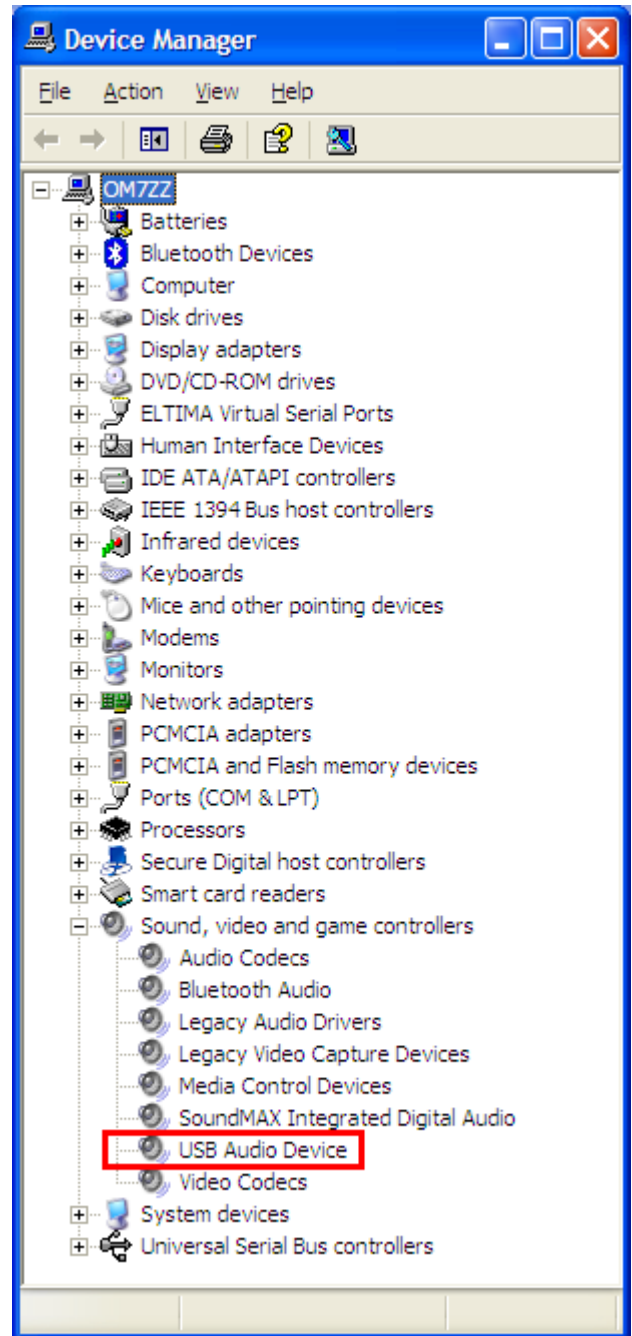 Device Manager
File Action View Help
OM7ZZ
Batteries
Bluetooth Devices
Computer
Disk drives
Display adapters
DVD/CD-ROM drives
ELTIMA Virtual Serial Ports
Human Interface Devices
IDE ATA/ATAPI controllers
IEEE 1394 Bus host controllers
Infrared devices
Keyboards
Mice and other pointing devices
Modems
Monitors
Network adapters
PCMCIA adapters
PCMCIA and Flash memory devices
Ports (COM & LPT)
Processors
Secure Digital host controllers
Smart card readers
Sound, video and game controllers
Audio Codecs
Bluetooth Audio
Legacy Audio Drivers
Legacy Video Capture Devices
Media Control Devices
SoundMAX Integrated Digital Audio
USB Audio Device
Video Codecs
System devices
Universal Serial Bus controllers